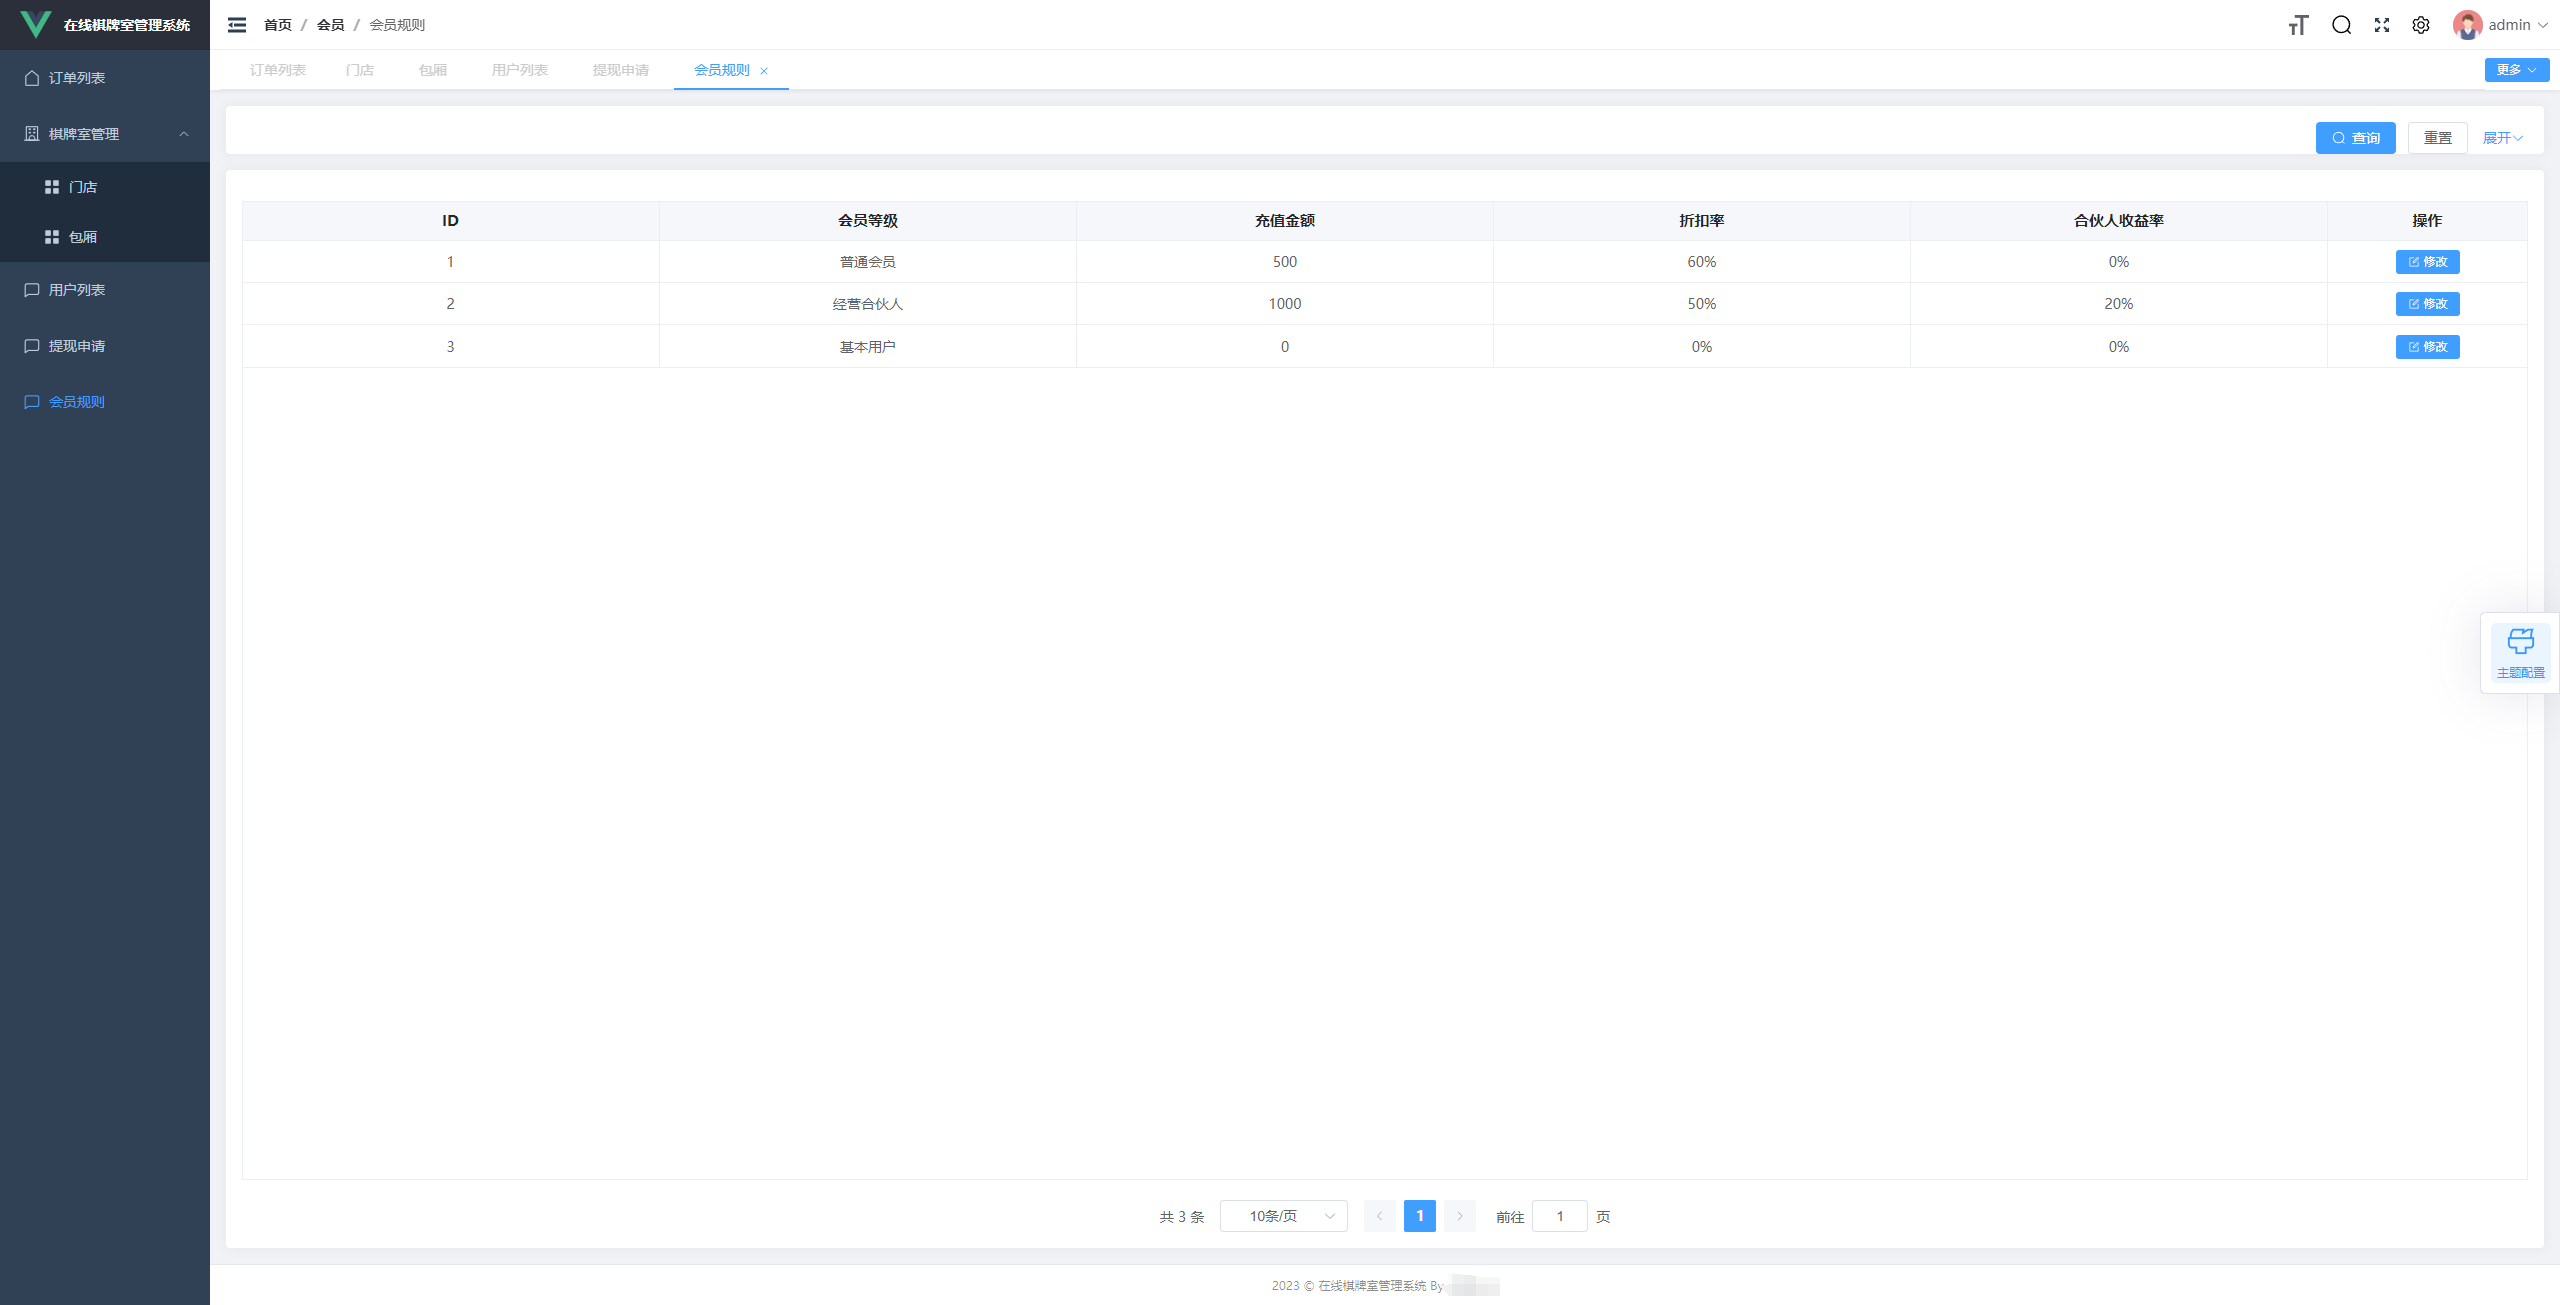 在线棋牌室管理系统
首页 / 会员 / 会员规则
admin
订单列表 门店 包厢 用户列表 提现申请 会员规则
更多
订单列表
棋牌室管理
门店
包厢
用户列表
提现申请
会员规则
查询 重置 展开
ID 会员等级 充值金额 折扣率 合伙人收益率 操作
1 普通会员 500 60% 0% 修改
2 经营合伙人 1000 50% 20% 修改
3 基本用户 0 0% 0% 修改
主题配置
共 3 条 10条/页 1 前往 1 页
2023 © 在线棋牌室管理系统 By